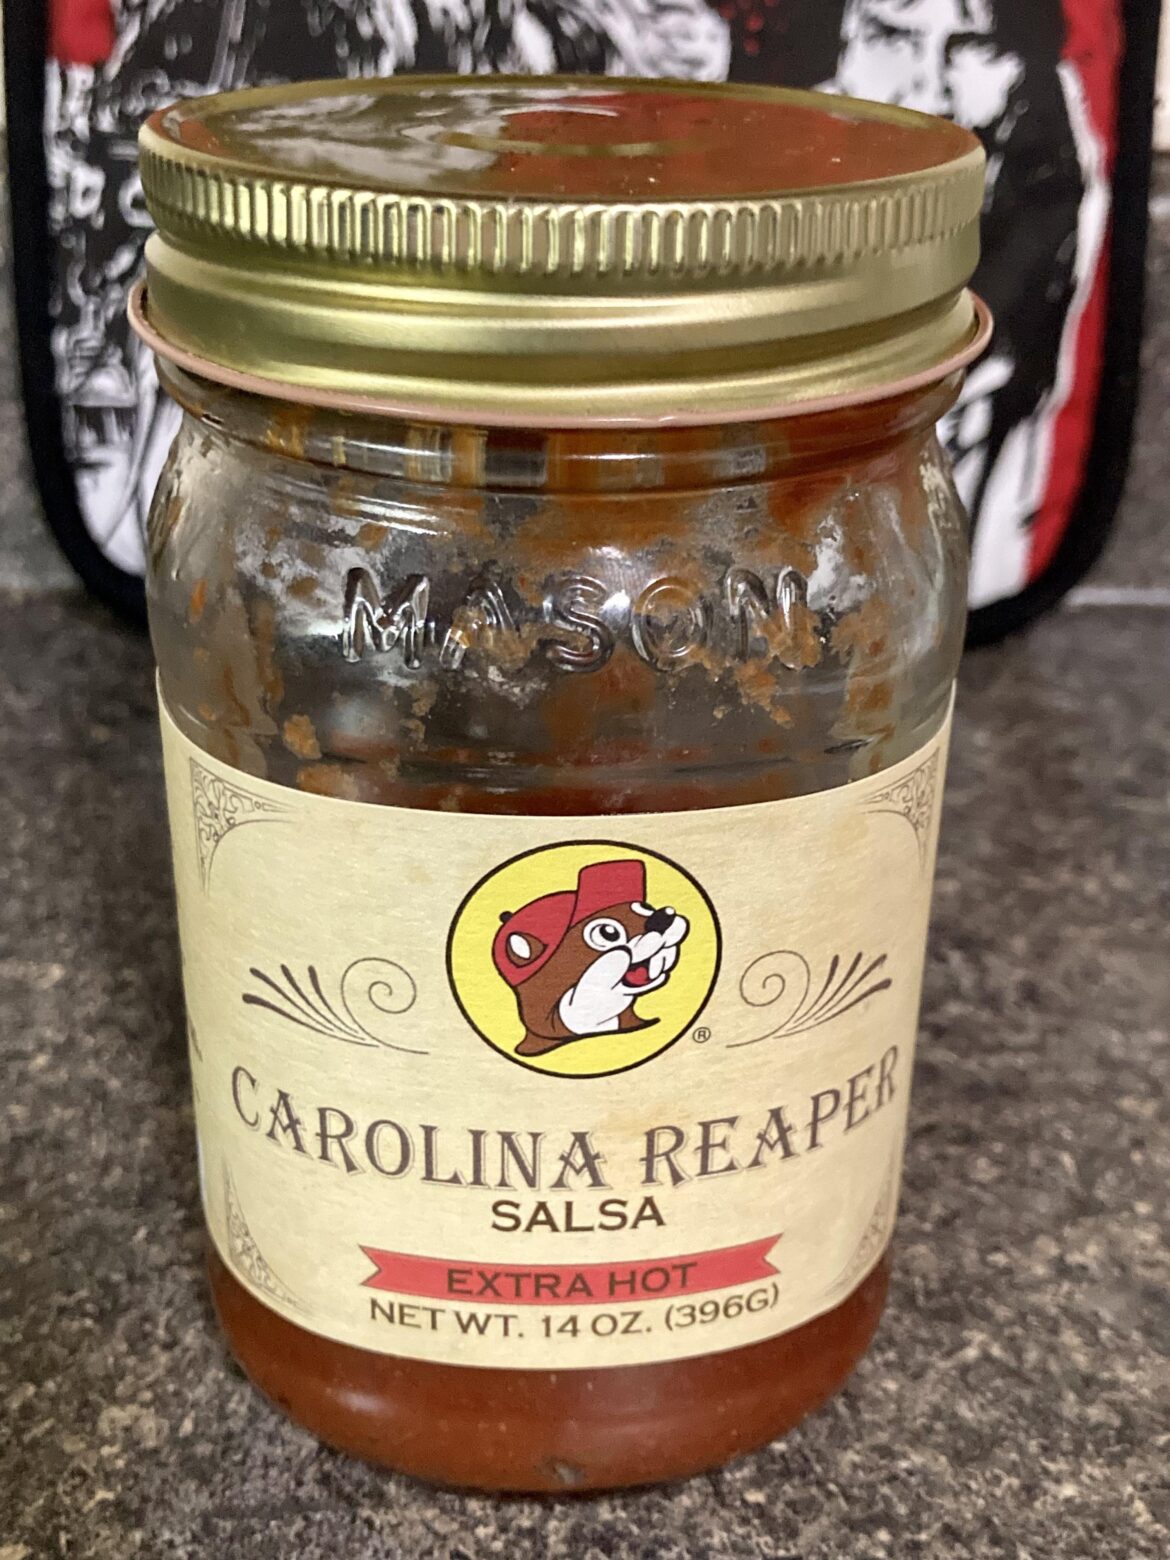 MASON
®
CAROLINA REAPER
SALSA
EXTRA HOT
NET WT. 14 OZ. (396G)